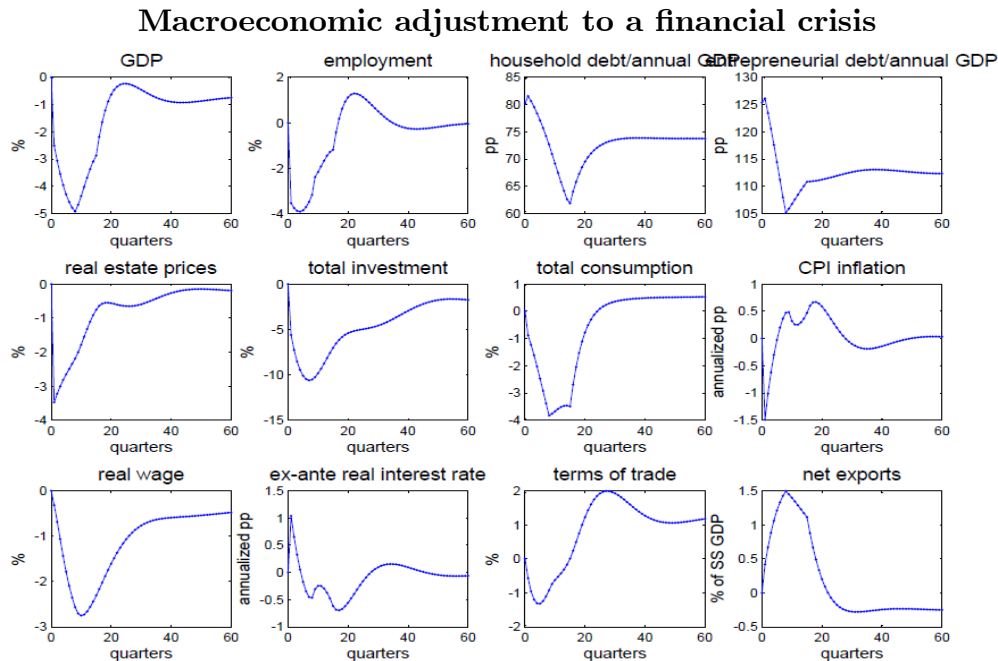 Macroeconomic adjustment to a financial crisis
GDP
0
-1
-2
-3
-4
-5
%
0 20 40 60
quarters
employment
2
0
-2
-4
%
0 20 40 60
quarters
household debt/annual GDP
85
80
75
70
65
60
pp
0 20 40 60
quarters
entrepreneurial debt/annual GDP
130
125
120
115
110
105
pp
0 20 40 60
quarters
real estate prices
0
-1
-2
-3
-4
%
0 20 40 60
quarters
total investment
0
-5
-10
-15
%
0 20 40 60
quarters
total consumption
1
0
-1
-2
-3
-4
%
0 20 40 60
quarters
CPI inflation
1
0.5
0
-0.5
-1
-1.5
annualized pp
0 20 40 60
quarters
real wage
0
-1
-2
-3
%
0 20 40 60
quarters
ex-ante real interest rate
1.5
1
0.5
0
-0.5
-1
annualized pp
0 20 40 60
quarters
terms of trade
2
1
0
-1
-2
%
0 20 40 60
quarters
net exports
1.5
1
0.5
0
-0.5
% of SS GDP
0 20 40 60
quarters